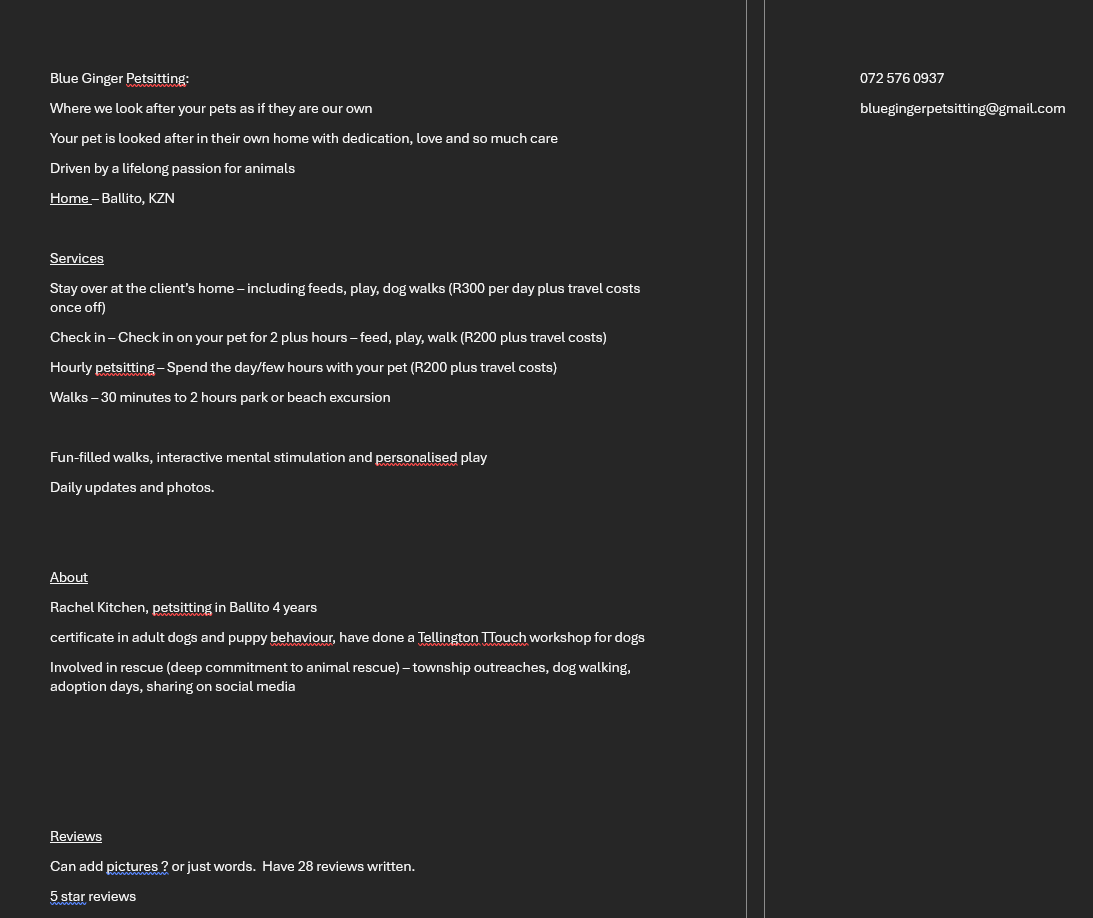 Blue Ginger Petsitting:
Where we look after your pets as if they are our own
Your pet is looked after in their own home with dedication, love and so much care
Driven by a lifelong passion for animals
Home – Ballito, KZN
Services
Stay over at the client’s home – including feeds, play, dog walks (R300 per day plus travel costs
once off)
Check in – Check in on your pet for 2 plus hours – feed, play, walk (R200 plus travel costs)
Hourly petsitting – Spend the day/few hours with your pet (R200 plus travel costs)
Walks – 30 minutes to 2 hours park or beach excursion
Fun-filled walks, interactive mental stimulation and personalised play
Daily updates and photos.
About
Rachel Kitchen, petsitting in Ballito 4 years
certificate in adult dogs and puppy behaviour, have done a Tellington TTouch workshop for dogs
Involved in rescue (deep commitment to animal rescue) – township outreaches, dog walking,
adoption days, sharing on social media
Reviews
Can add pictures ? or just words.  Have 28 reviews written.
5 star reviews
072 576 0937
bluegingerpetsitting@gmail.com